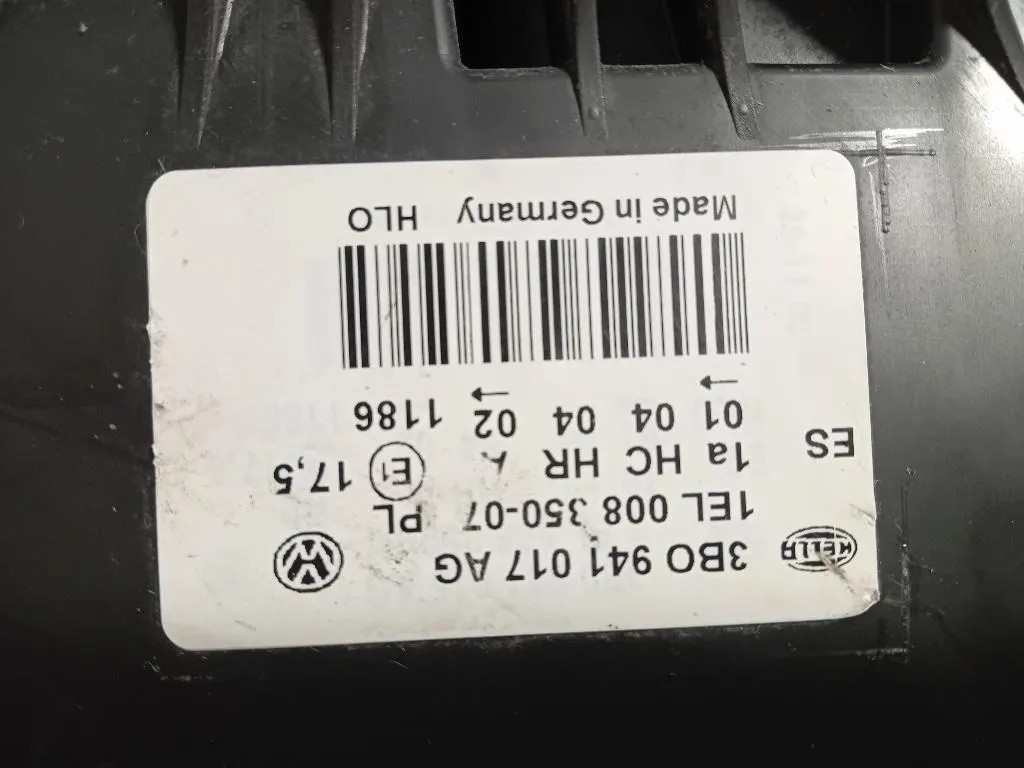 HELLA 3B0 941 017 AG
1EL 008 350-07 PL
1a HC HR A E1 17,5
ES
01 04 04 02 1186
← ←
Made in Germany HLO